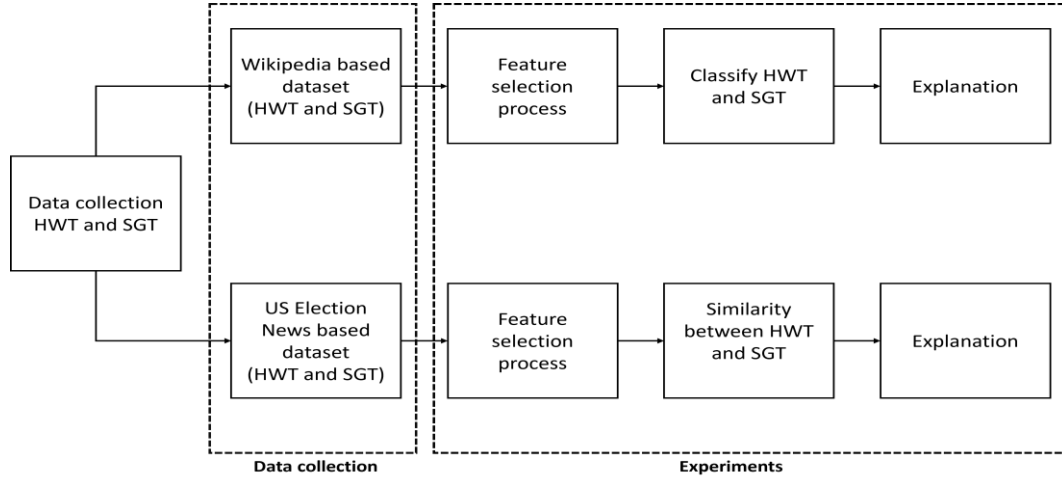 Data collection
HWT and SGT
Wikipedia based
dataset
(HWT and SGT)
Feature
selection
process
Classify HWT
and SGT
Explanation
US Election
News based
dataset
(HWT and SGT)
Feature
selection
process
Similarity
between HWT
and SGT
Explanation
Data collection
Experiments